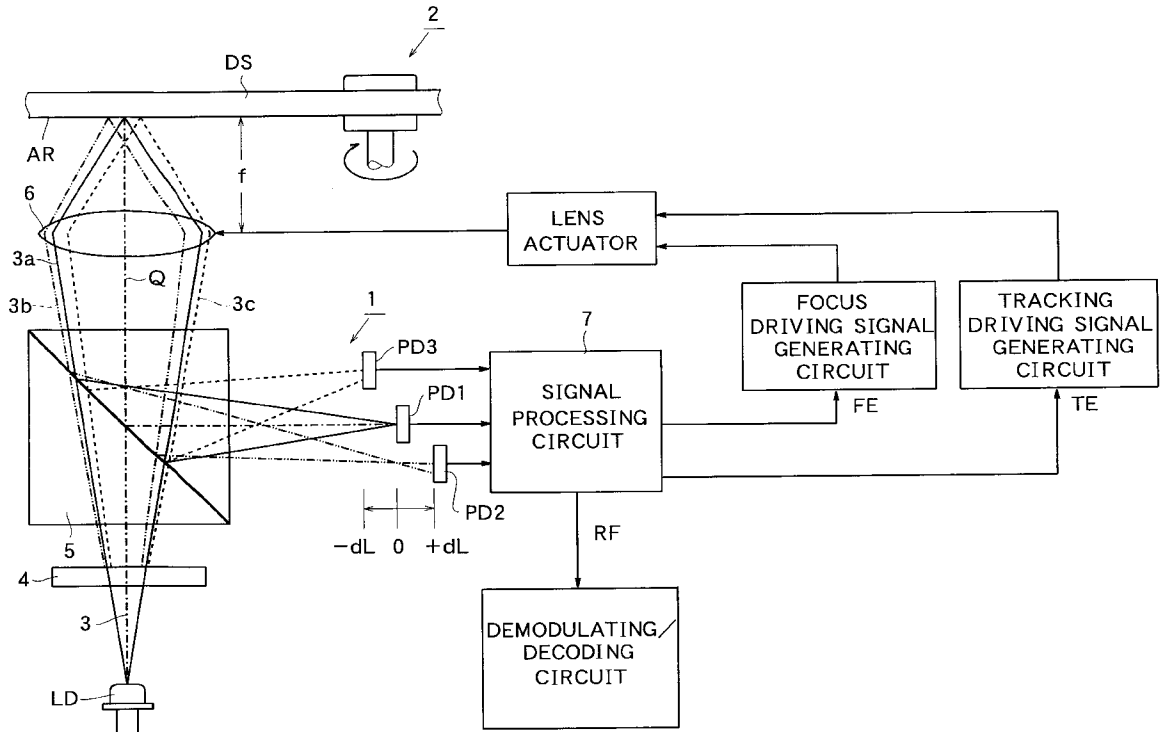 2
DS
AR
f
6
LENS
ACTUATOR
3a
Q
3b
3c
1
7
FOCUS
DRIVING SIGNAL
GENERATING
CIRCUIT
TRACKING
DRIVING SIGNAL
GENERATING
CIRCUIT
PD3
SIGNAL
PROCESSING
CIRCUIT
PD1
FE
TE
PD2
5
-dL 0 +dL
RF
4
3
DEMODULATING/
DECODING
CIRCUIT
LD